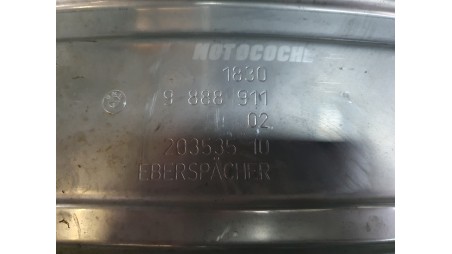 MOTOCOCHE
1830
9 888 911
02
203535 10
EBERSPÄCHER